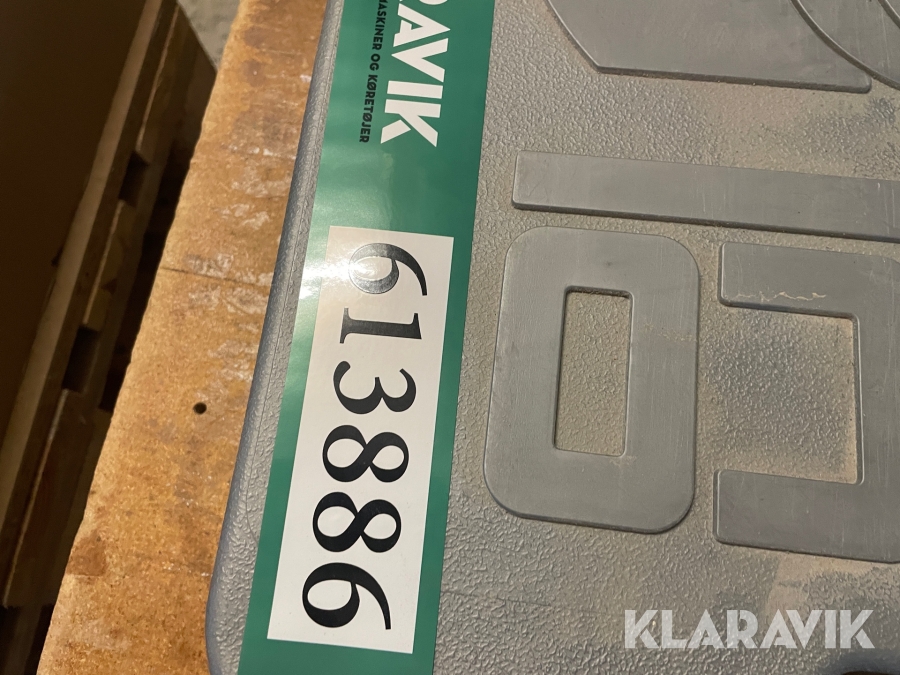 RAVIK
MASKINER OG KØRETØJER
613886
KLARAVIK